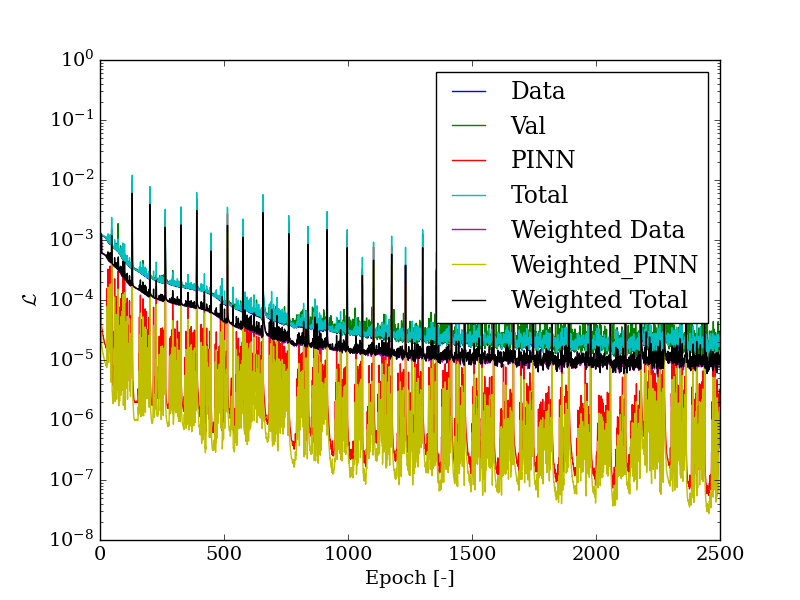 10^0
10^-1
10^-2
10^-3
10^-4
10^-5
10^-6
10^-7
10^-8
ℒ
Data
Val
PINN
Total
Weighted Data
Weighted_PINN
Weighted Total
0 500 1000 1500 2000 2500
Epoch [-]